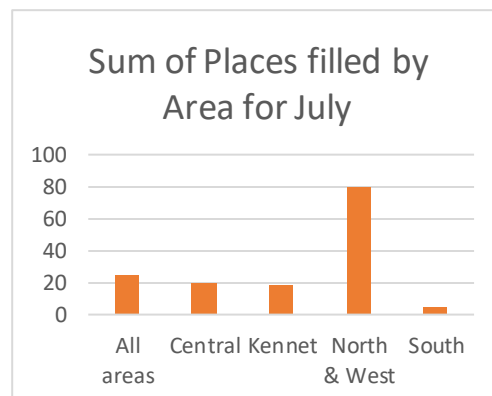 Sum of Places filled by
Area for July
100
80
60
40
20
0
All areas
Central
Kennet
North & West
South